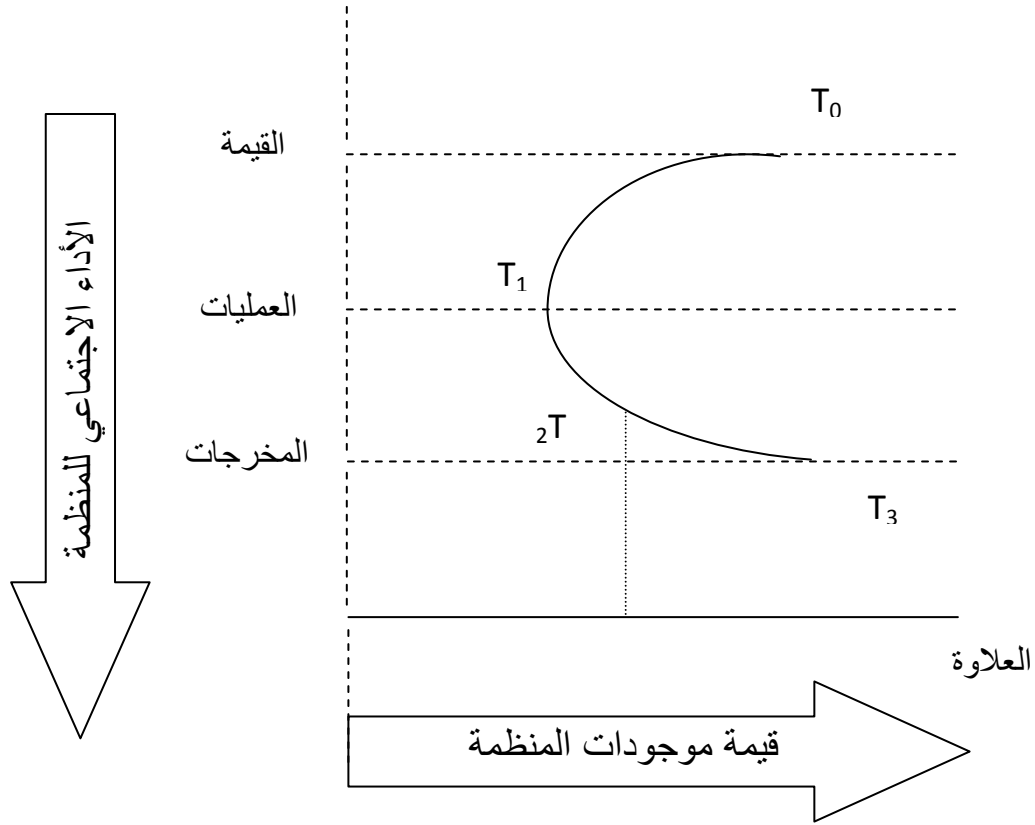 T₀
القيمة
الأداء الاجتماعي للمنظمة
T₁
العمليات
₂T
المخرجات
T₃
العلاوة
قيمة موجودات المنظمة